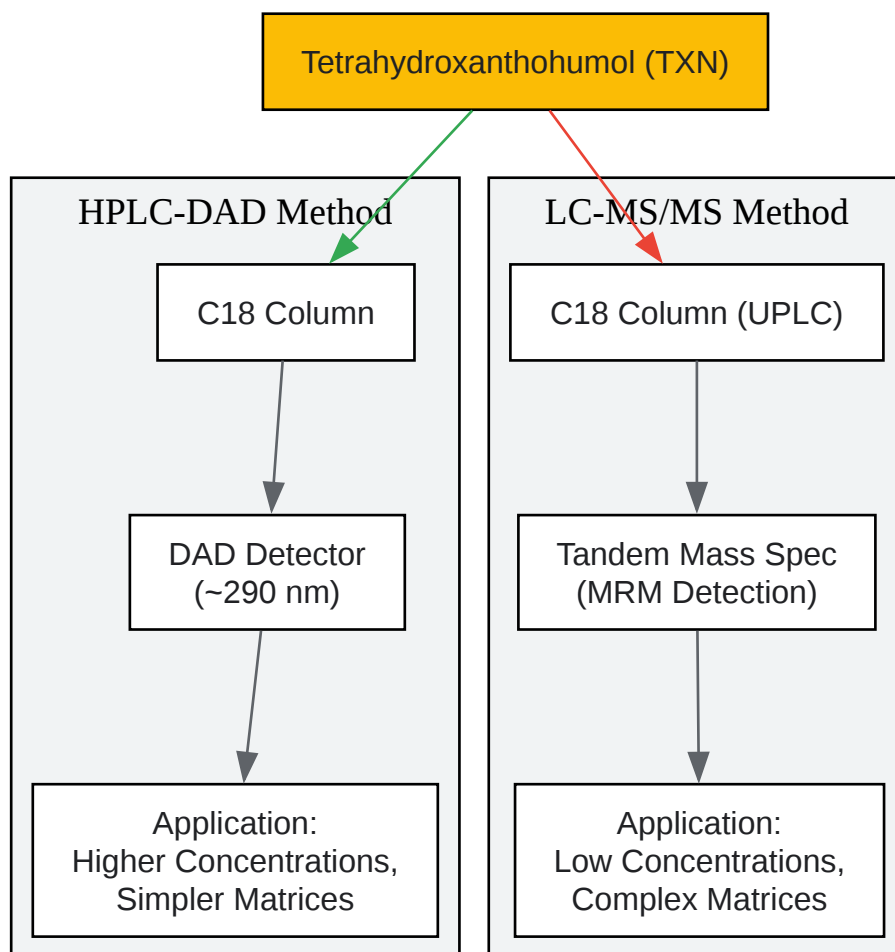 Tetrahydroxanthohumol (TXN)
HPLC-DAD Method
C18 Column
DAD Detector
(~290 nm)
Application:
Higher Concentrations,
Simpler Matrices
LC-MS/MS Method
C18 Column (UPLC)
Tandem Mass Spec
(MRM Detection)
Application:
Low Concentrations,
Complex Matrices